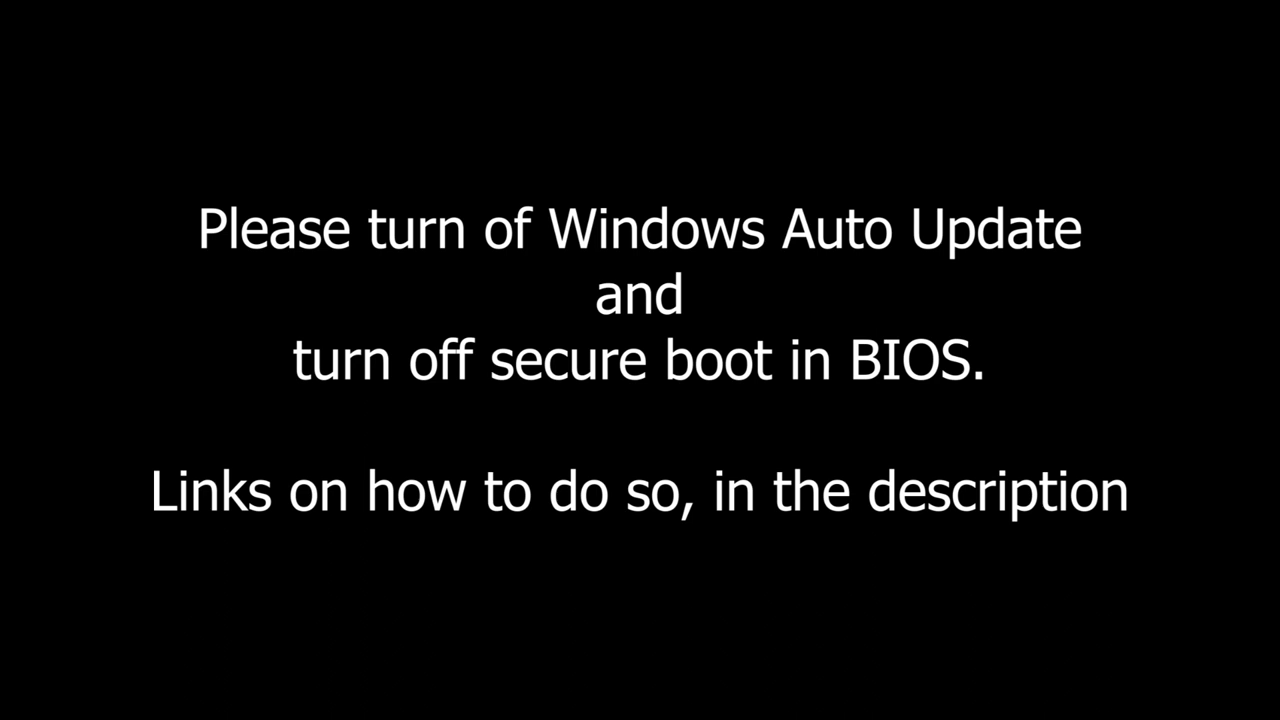 Please turn of Windows Auto Update
and
turn off secure boot in BIOS.
Links on how to do so, in the description